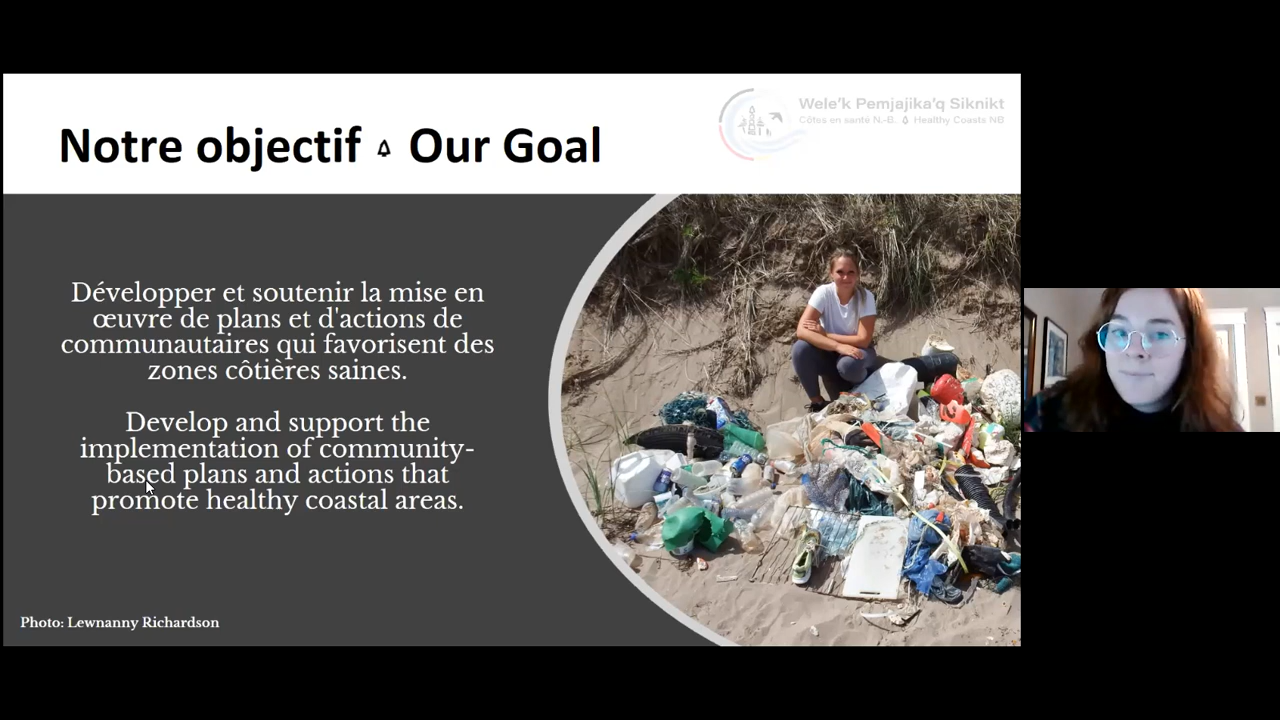 Wele'k Pemjajika'q Siknikt
Côtes en santé N.-B. Healthy Coasts NB
Notre objectif Our Goal
Développer et soutenir la mise en
œuvre de plans et d'actions de
communautaires qui favorisent des
zones côtières saines.
Develop and support the
implementation of community-
based plans and actions that
promote healthy coastal areas.
Photo: Lewnanny Richardson